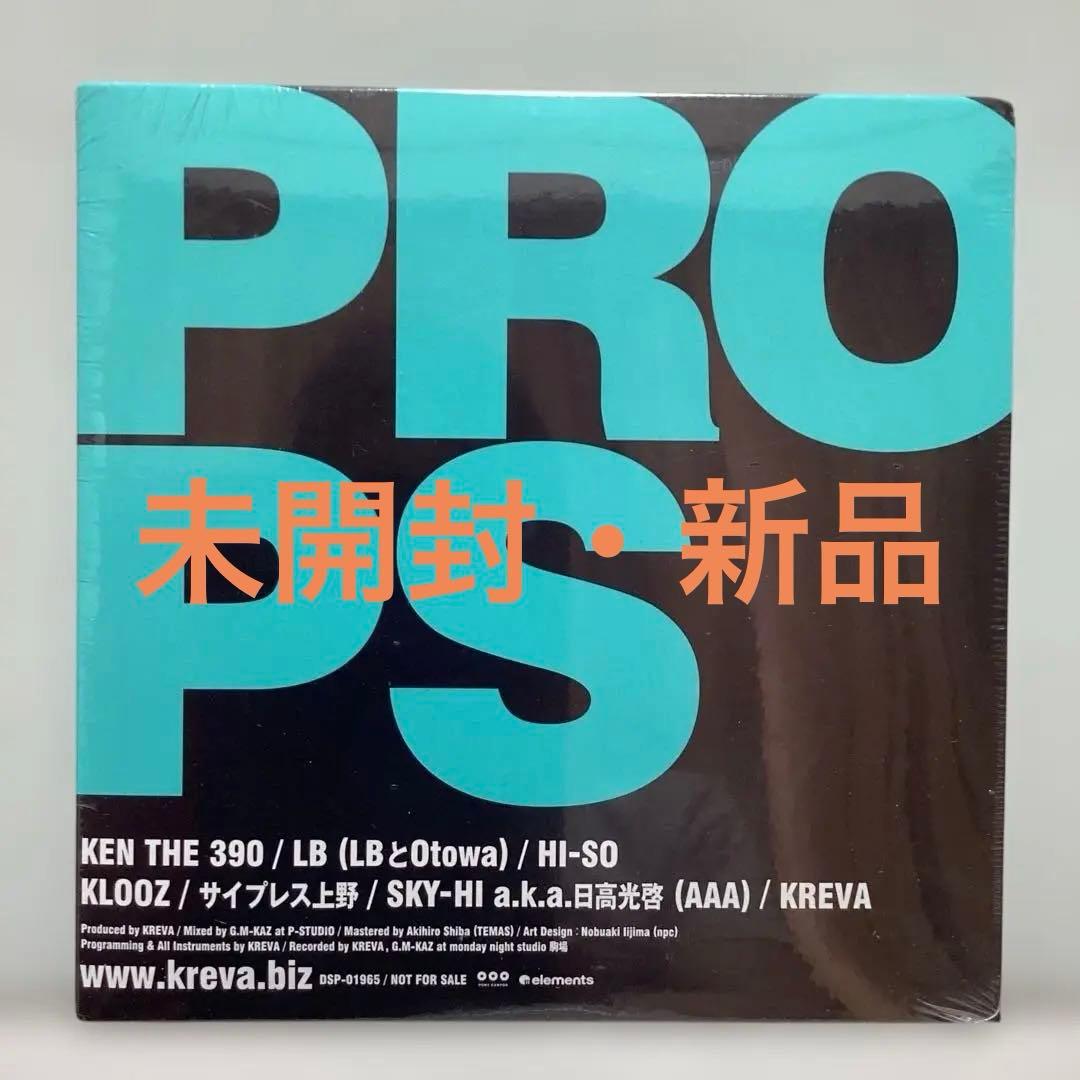 PRO
PS
未開封・新品
KEN THE 390 / LB (LBとOtowa) / HI-SO
KLOOZ / サイプレス上野 / SKY-HI a.k.a.日高光啓 (AAA) / KREVA
Produced by KREVA / Mixed by G.M-KAZ at P-STUDIO / Mastered by Akihiro Shiba (TEMAS) / Art Design : Nobuaki Iijima (npc)
Programming & All Instruments by KREVA / Recorded by KREVA , G.M-KAZ at monday night studio 駒場
www.kreva.biz DSP-01965 / NOT FOR SALE PONY CANYON elements